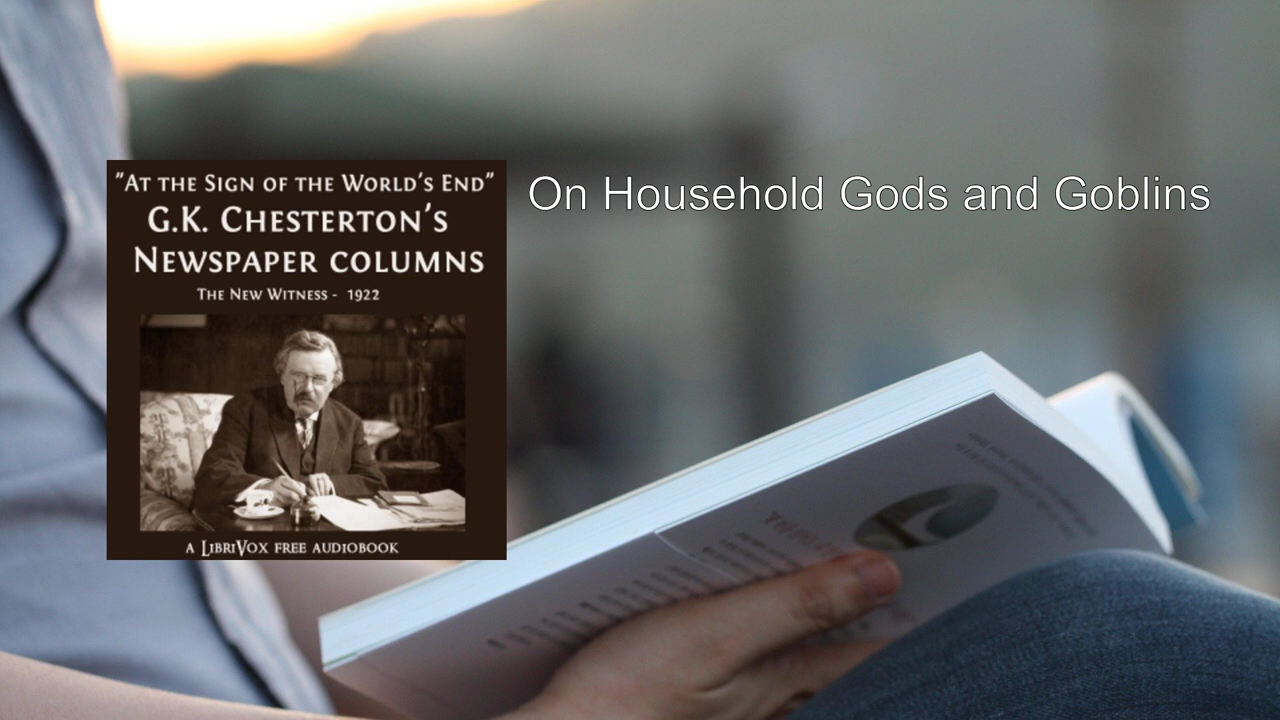 "At the Sign of the World's End"
G.K. Chesterton's
Newspaper columns
The New Witness - 1922
a LibriVox free audiobook
On Household Gods and Goblins